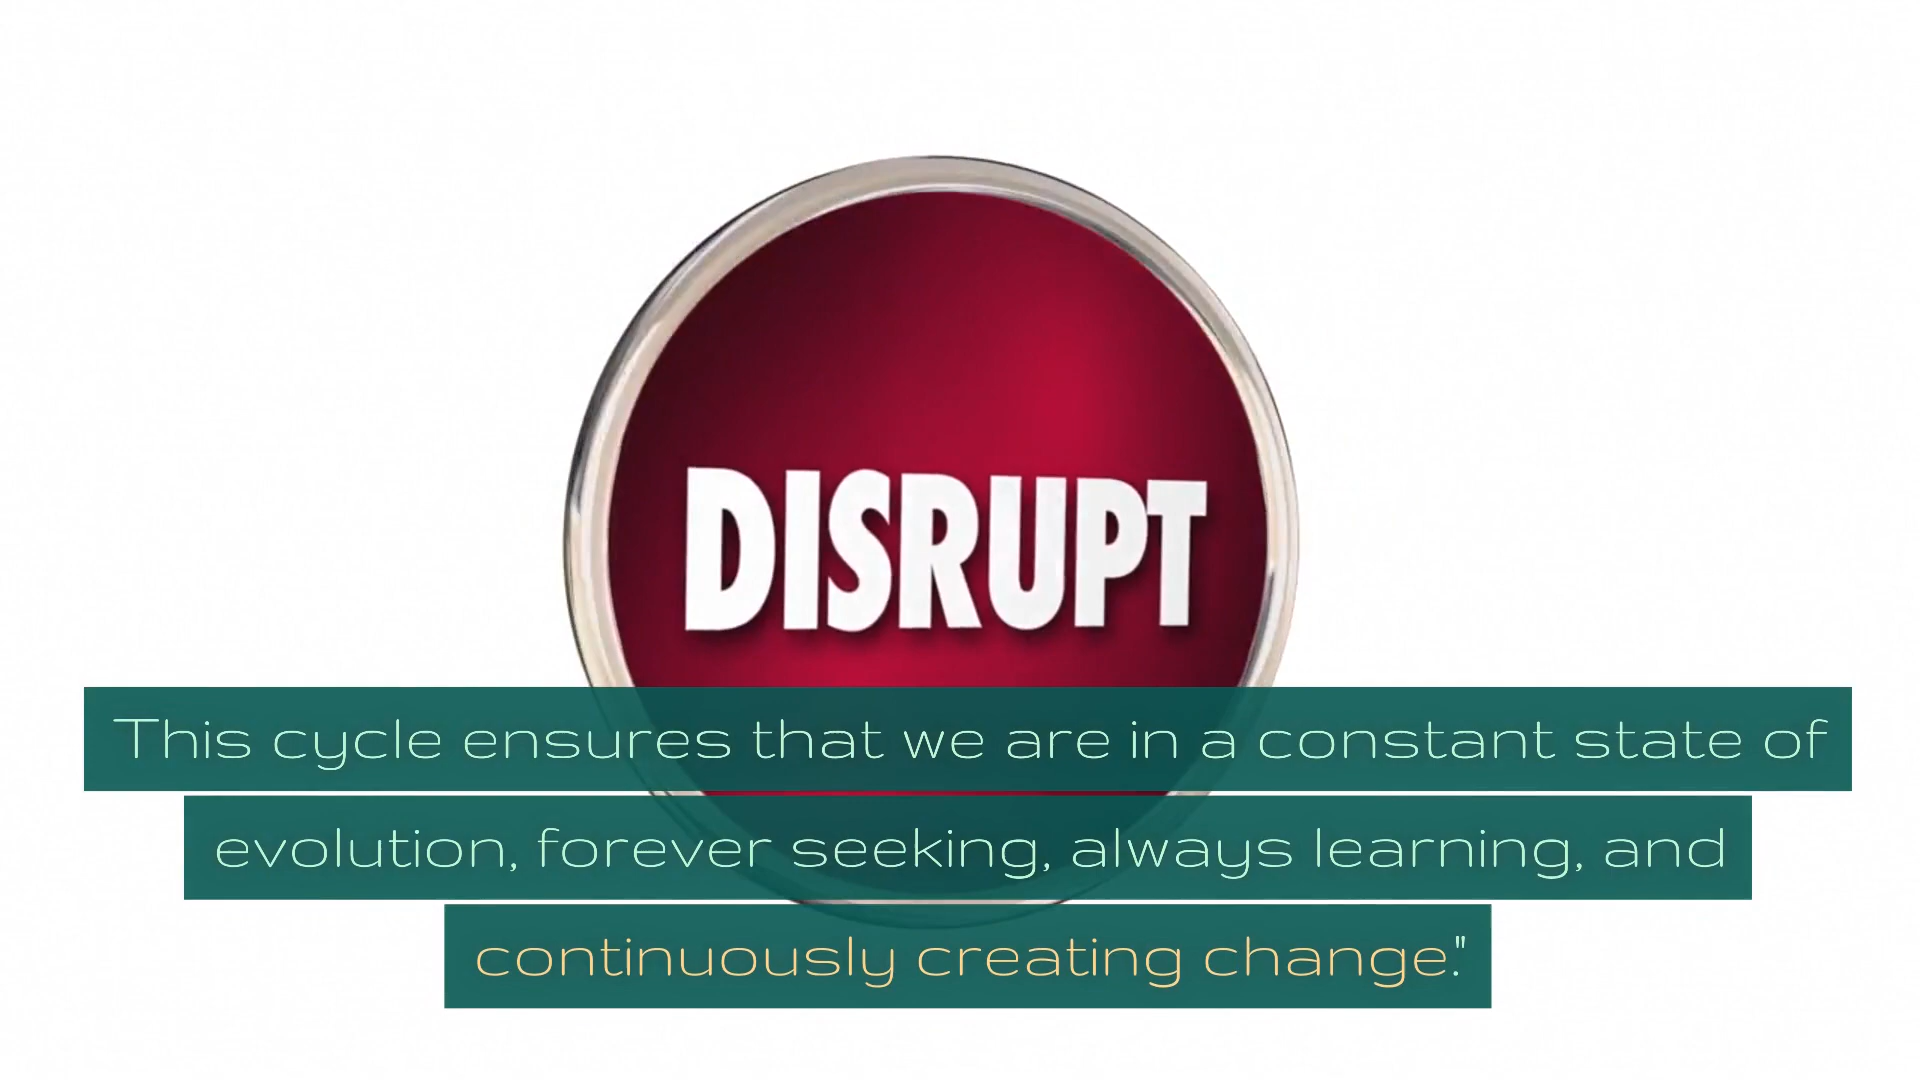 DISRUPT
This cycle ensures that we are in a constant state of
evolution, forever seeking, always learning, and
continuously creating change."